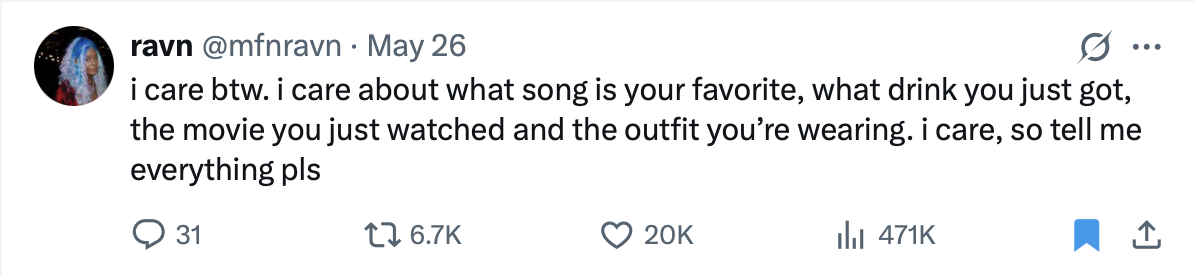 ravn @mfnravn · May 26
i care btw. i care about what song is your favorite, what drink you just got,
the movie you just watched and the outfit you’re wearing. i care, so tell me
everything pls
31 6.7K 20K 471K